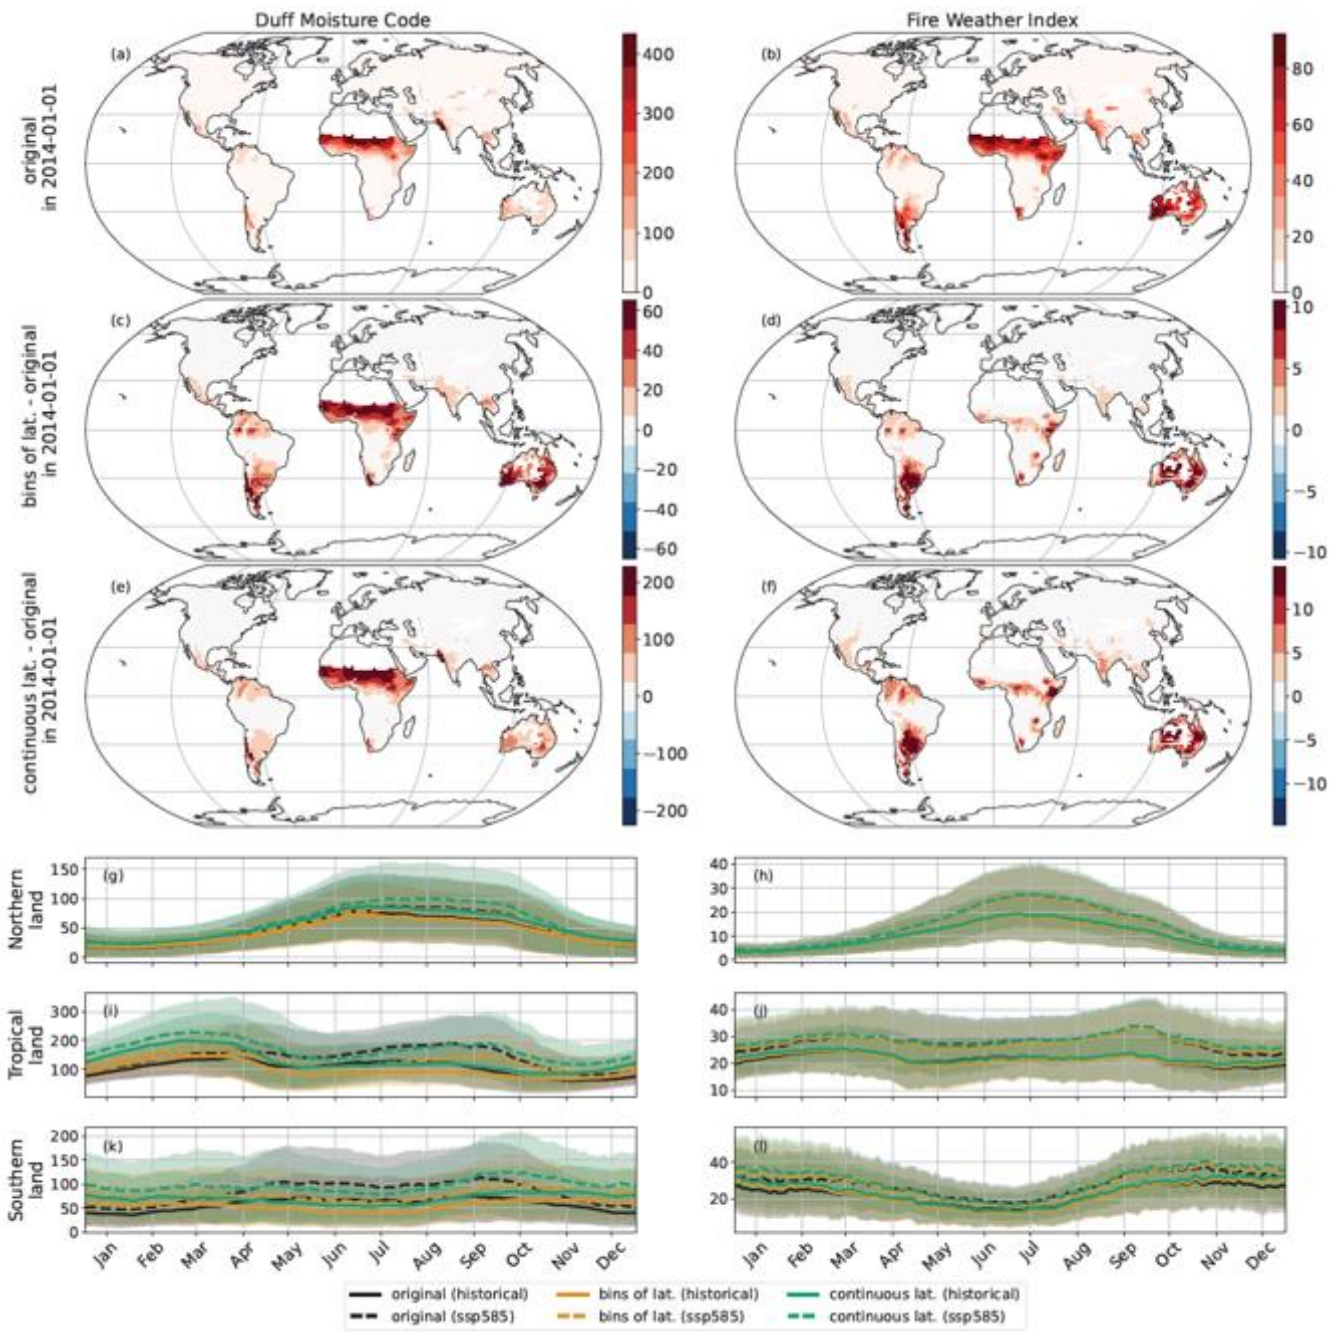 Duff Moisture Code Fire Weather Index
original
in 2014-01-01
(a) 400 300 200 100 0
(b) 80 60 40 20 0
bins of lat. - original
in 2014-01-01
(c) 60 40 20 0 −20 −40 −60
(d) 10 5 0 −5 −10
continuous lat. - original
in 2014-01-01
(e) 200 100 0 −100 −200
(f) 10 5 0 −5 −10
Northern
land
150 100 50 0 (g)
40 30 20 10 0 (h)
Tropical
land
300 200 100 (i)
40 30 20 10 (j)
Southern
land
200 150 100 50 0 (k)
40 20 (l)
Jan Feb Mar Apr May Jun Jul Aug Sep Oct Nov Dec
Jan Feb Mar Apr May Jun Jul Aug Sep Oct Nov Dec
original (historical) bins of lat. (historical) continuous lat. (historical)
original (ssp585) bins of lat. (ssp585) continuous lat. (ssp585)